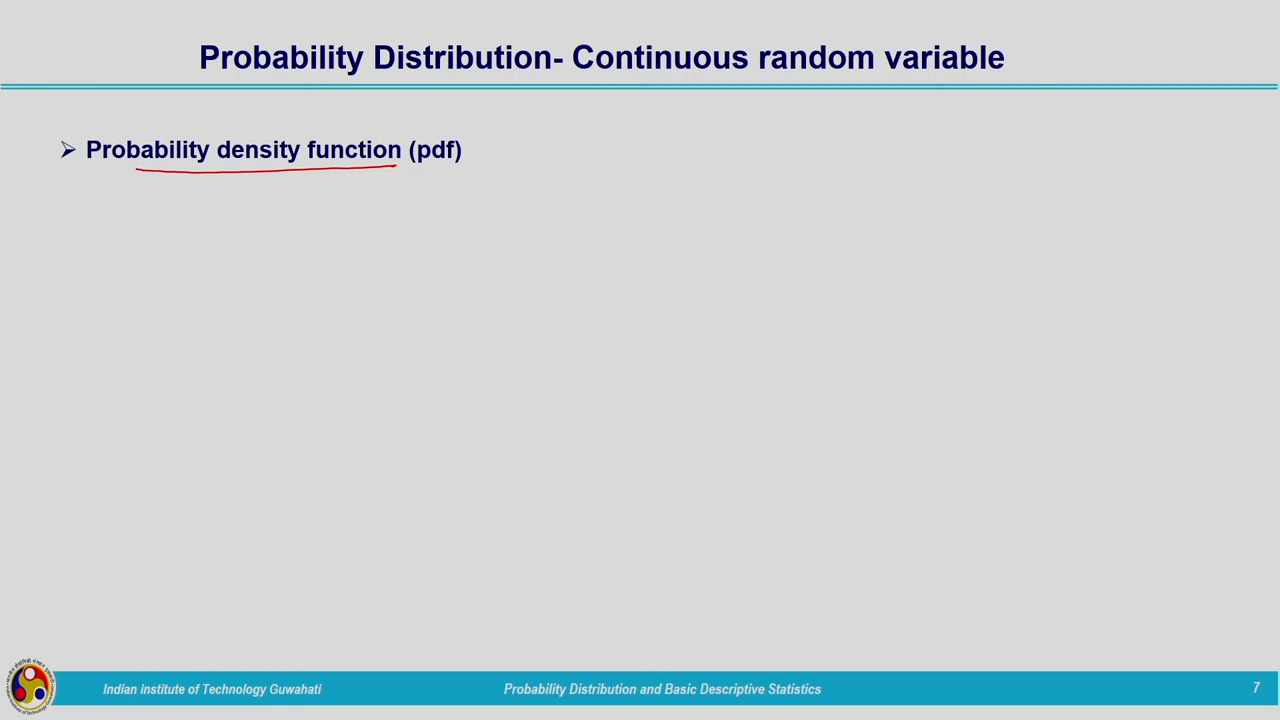 Probability Distribution- Continuous random variable
➢ Probability density function (pdf)
Indian institute of Technology Guwahati
Probability Distribution and Basic Descriptive Statistics
7